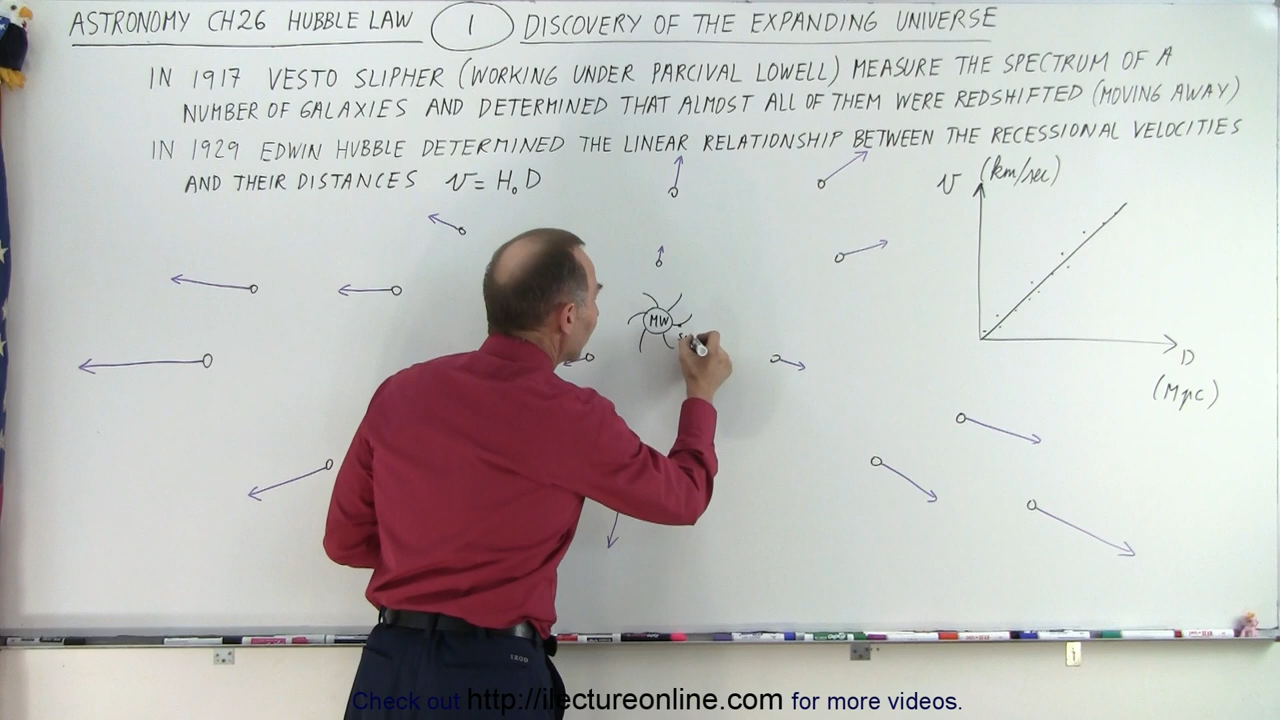 ASTRONOMY CH26 HUBBLE LAW 1 DISCOVERY OF THE EXPANDING UNIVERSE
IN 1917 VESTO SLIPHER (WORKING UNDER PARCIVAL LOWELL) MEASURE THE SPECTRUM OF A
NUMBER OF GALAXIES AND DETERMINED THAT ALMOST ALL OF THEM WERE REDSHIFTED (MOVING AWAY)
IN 1929 EDWIN HUBBLE DETERMINED THE LINEAR RELATIONSHIP BETWEEN THE RECESSIONAL VELOCITIES
AND THEIR DISTANCES v = H₀ D
v (km/sec)
MW
D
(Mpc)
IZOD
Check out http://ilectureonline.com for more videos.